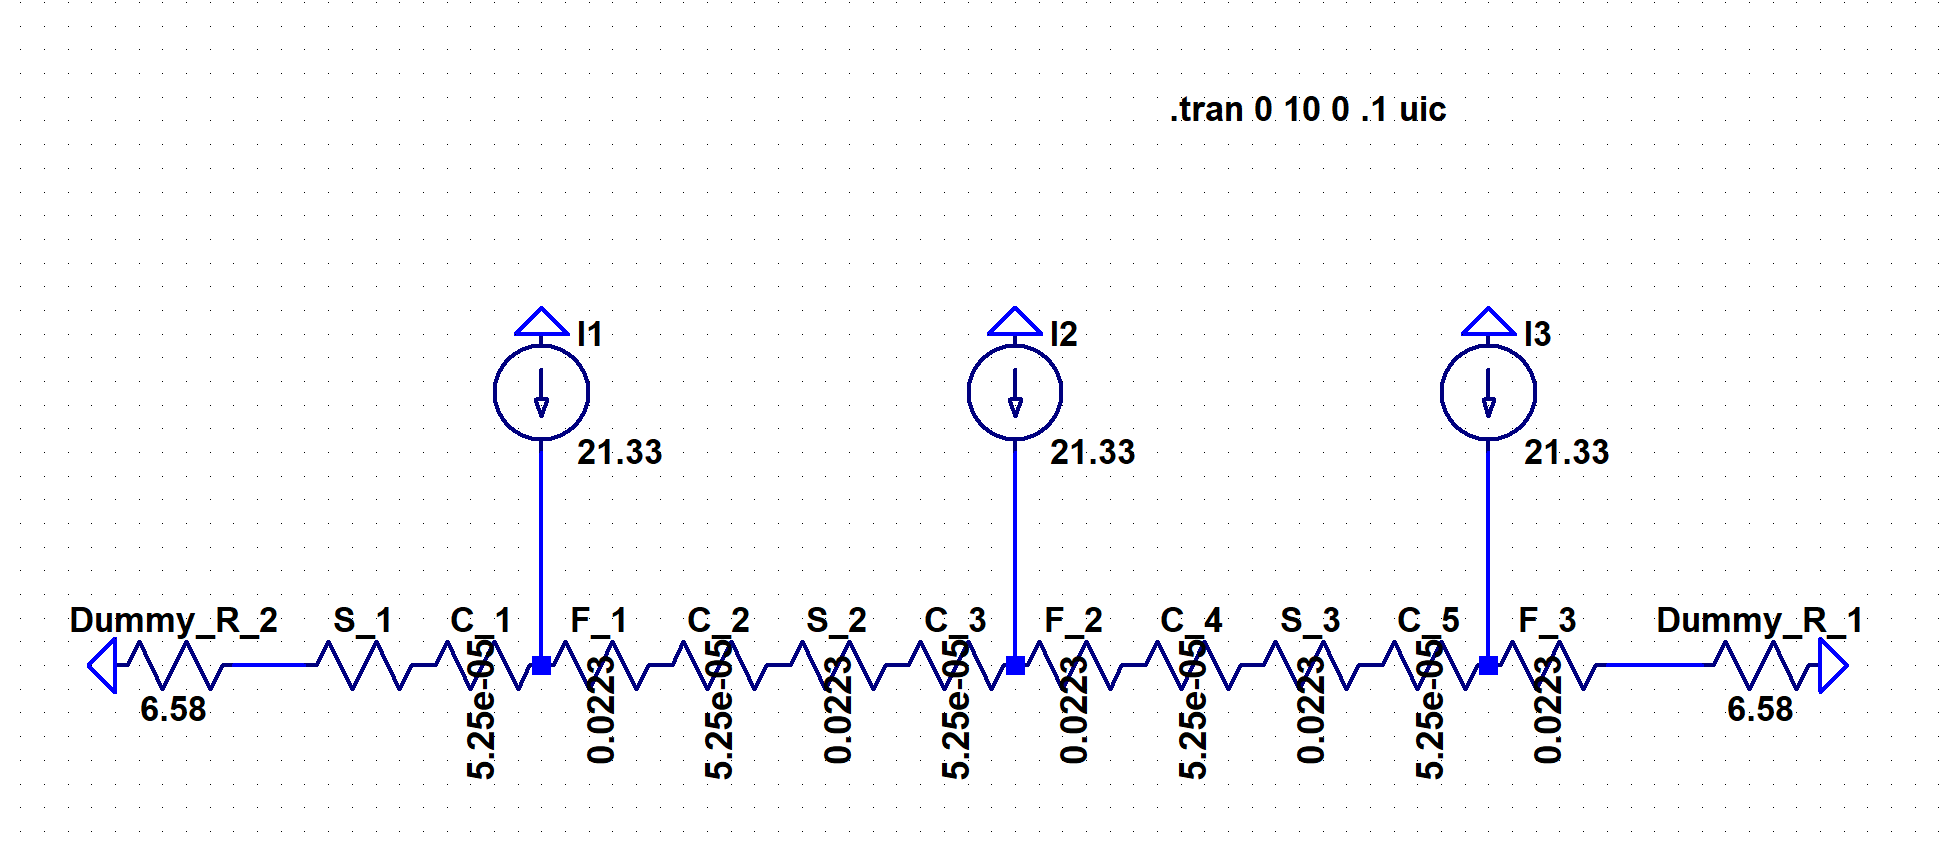 .tran 0 10 0 .1 uic
I1
I2
I3
21.33
21.33
21.33
Dummy_R_2
S_1
C_1
F_1
C_2
S_2
C_3
F_2
C_4
S_3
C_5
F_3
Dummy_R_1
6.58
5.25e-05
0.0223
5.25e-05
0.0223
5.25e-05
0.0223
5.25e-05
0.0223
5.25e-05
0.0223
6.58